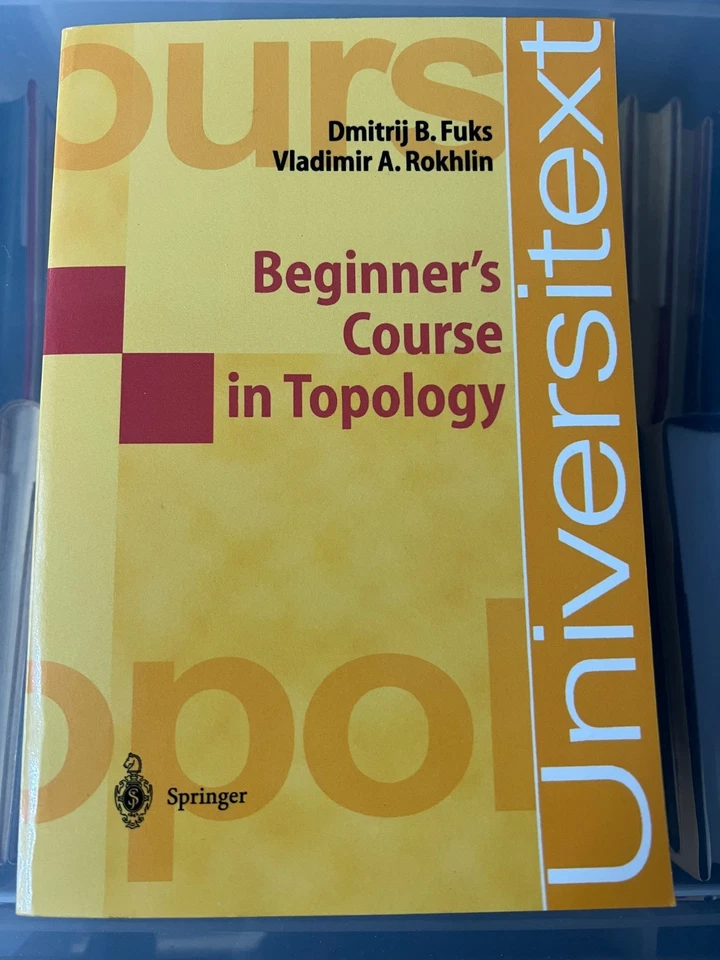 ours
Dmitrij B. Fuks
Vladimir A. Rokhlin
Beginner's
Course
in Topology
Universitext
opol
Springer